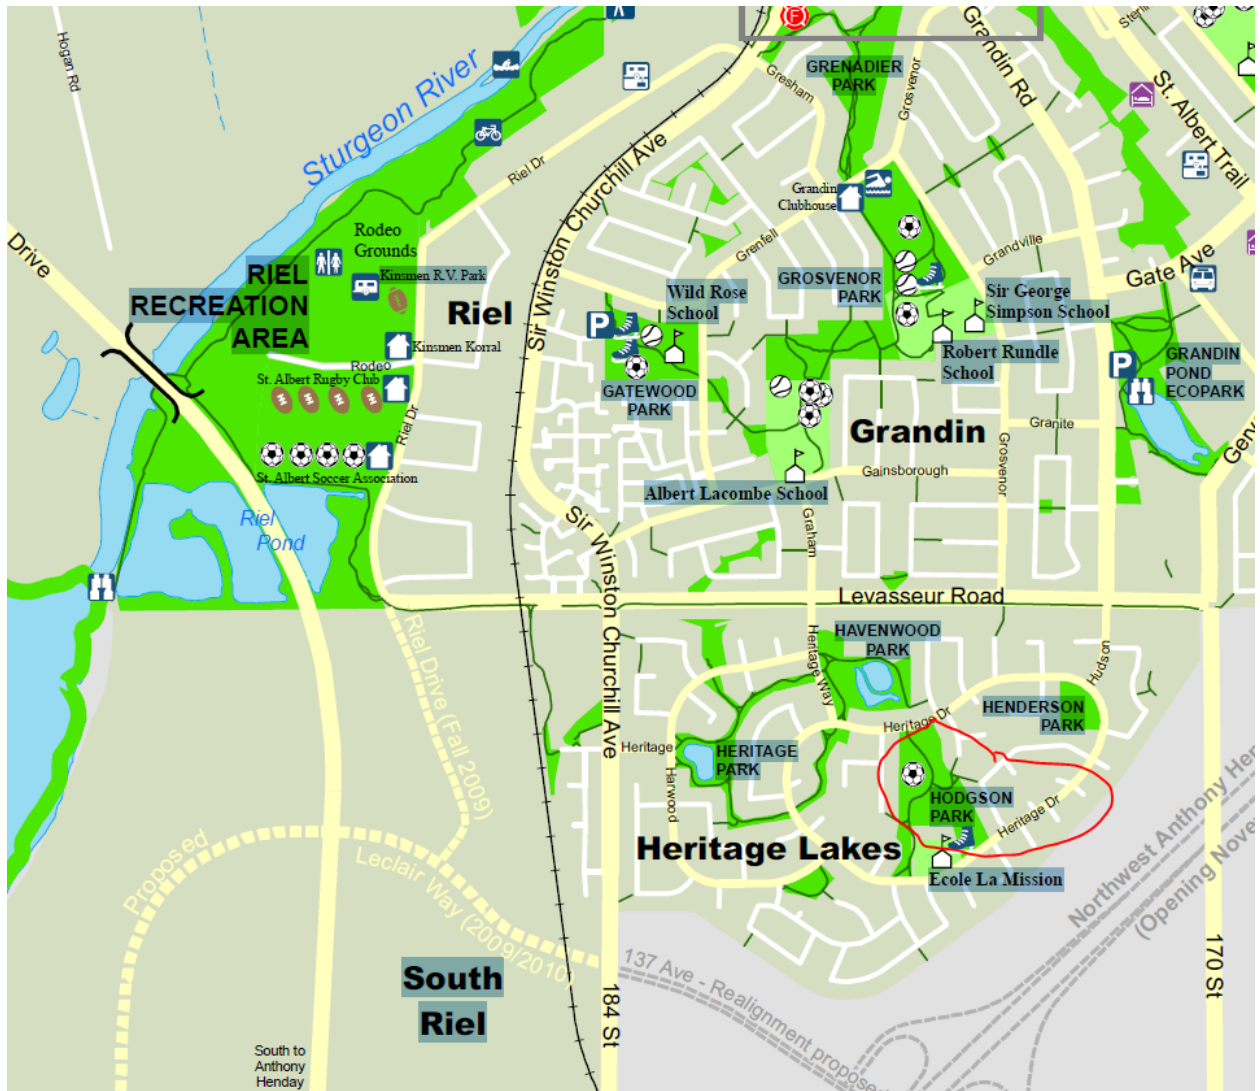 Hogan Rd
Sturgeon River
Drive
Riel Dr
Rodeo
Grounds
RIEL
RECREATION
AREA
Kinsmen R.V. Park
Riel
Kinsmen Korral
Rodeo
St. Albert Rugby Club
Riel Dr
St. Albert Soccer Association
Riel
Pond
F
GRENADIER
PARK
Gresham
Grosvenor
Grandin Rd
St. Albert Trail
Sir Winston Churchill Ave
Grandin
Clubhouse
Grenfell
Grandville
Gate Ave
GROSVENOR
PARK
Wild Rose
School
Sir George
Simpson School
Robert Rundle
School
P
GATEWOOD
PARK
P
GRANDIN
POND
ECOPARK
Grandin
Granite
Grosvenor
Gainsborough
Albert Lacombe School
Graham
Sir Winston Churchill Ave
Levasseur Road
HAVENWOOD
PARK
Heritage Way
Hudson
Riel Drive (Fall 2009)
Heritage Dr
HENDERSON
PARK
Heritage
HERITAGE
PARK
Harwood
HODGSON
PARK
Heritage Dr
Heritage Lakes
Ecole La Mission
Proposed
Leclair Way (2009/2010)
Northwest Anthony
137 Ave - Realignment proposed
170 St
184 St
South
Riel
South to
Anthony
Henday